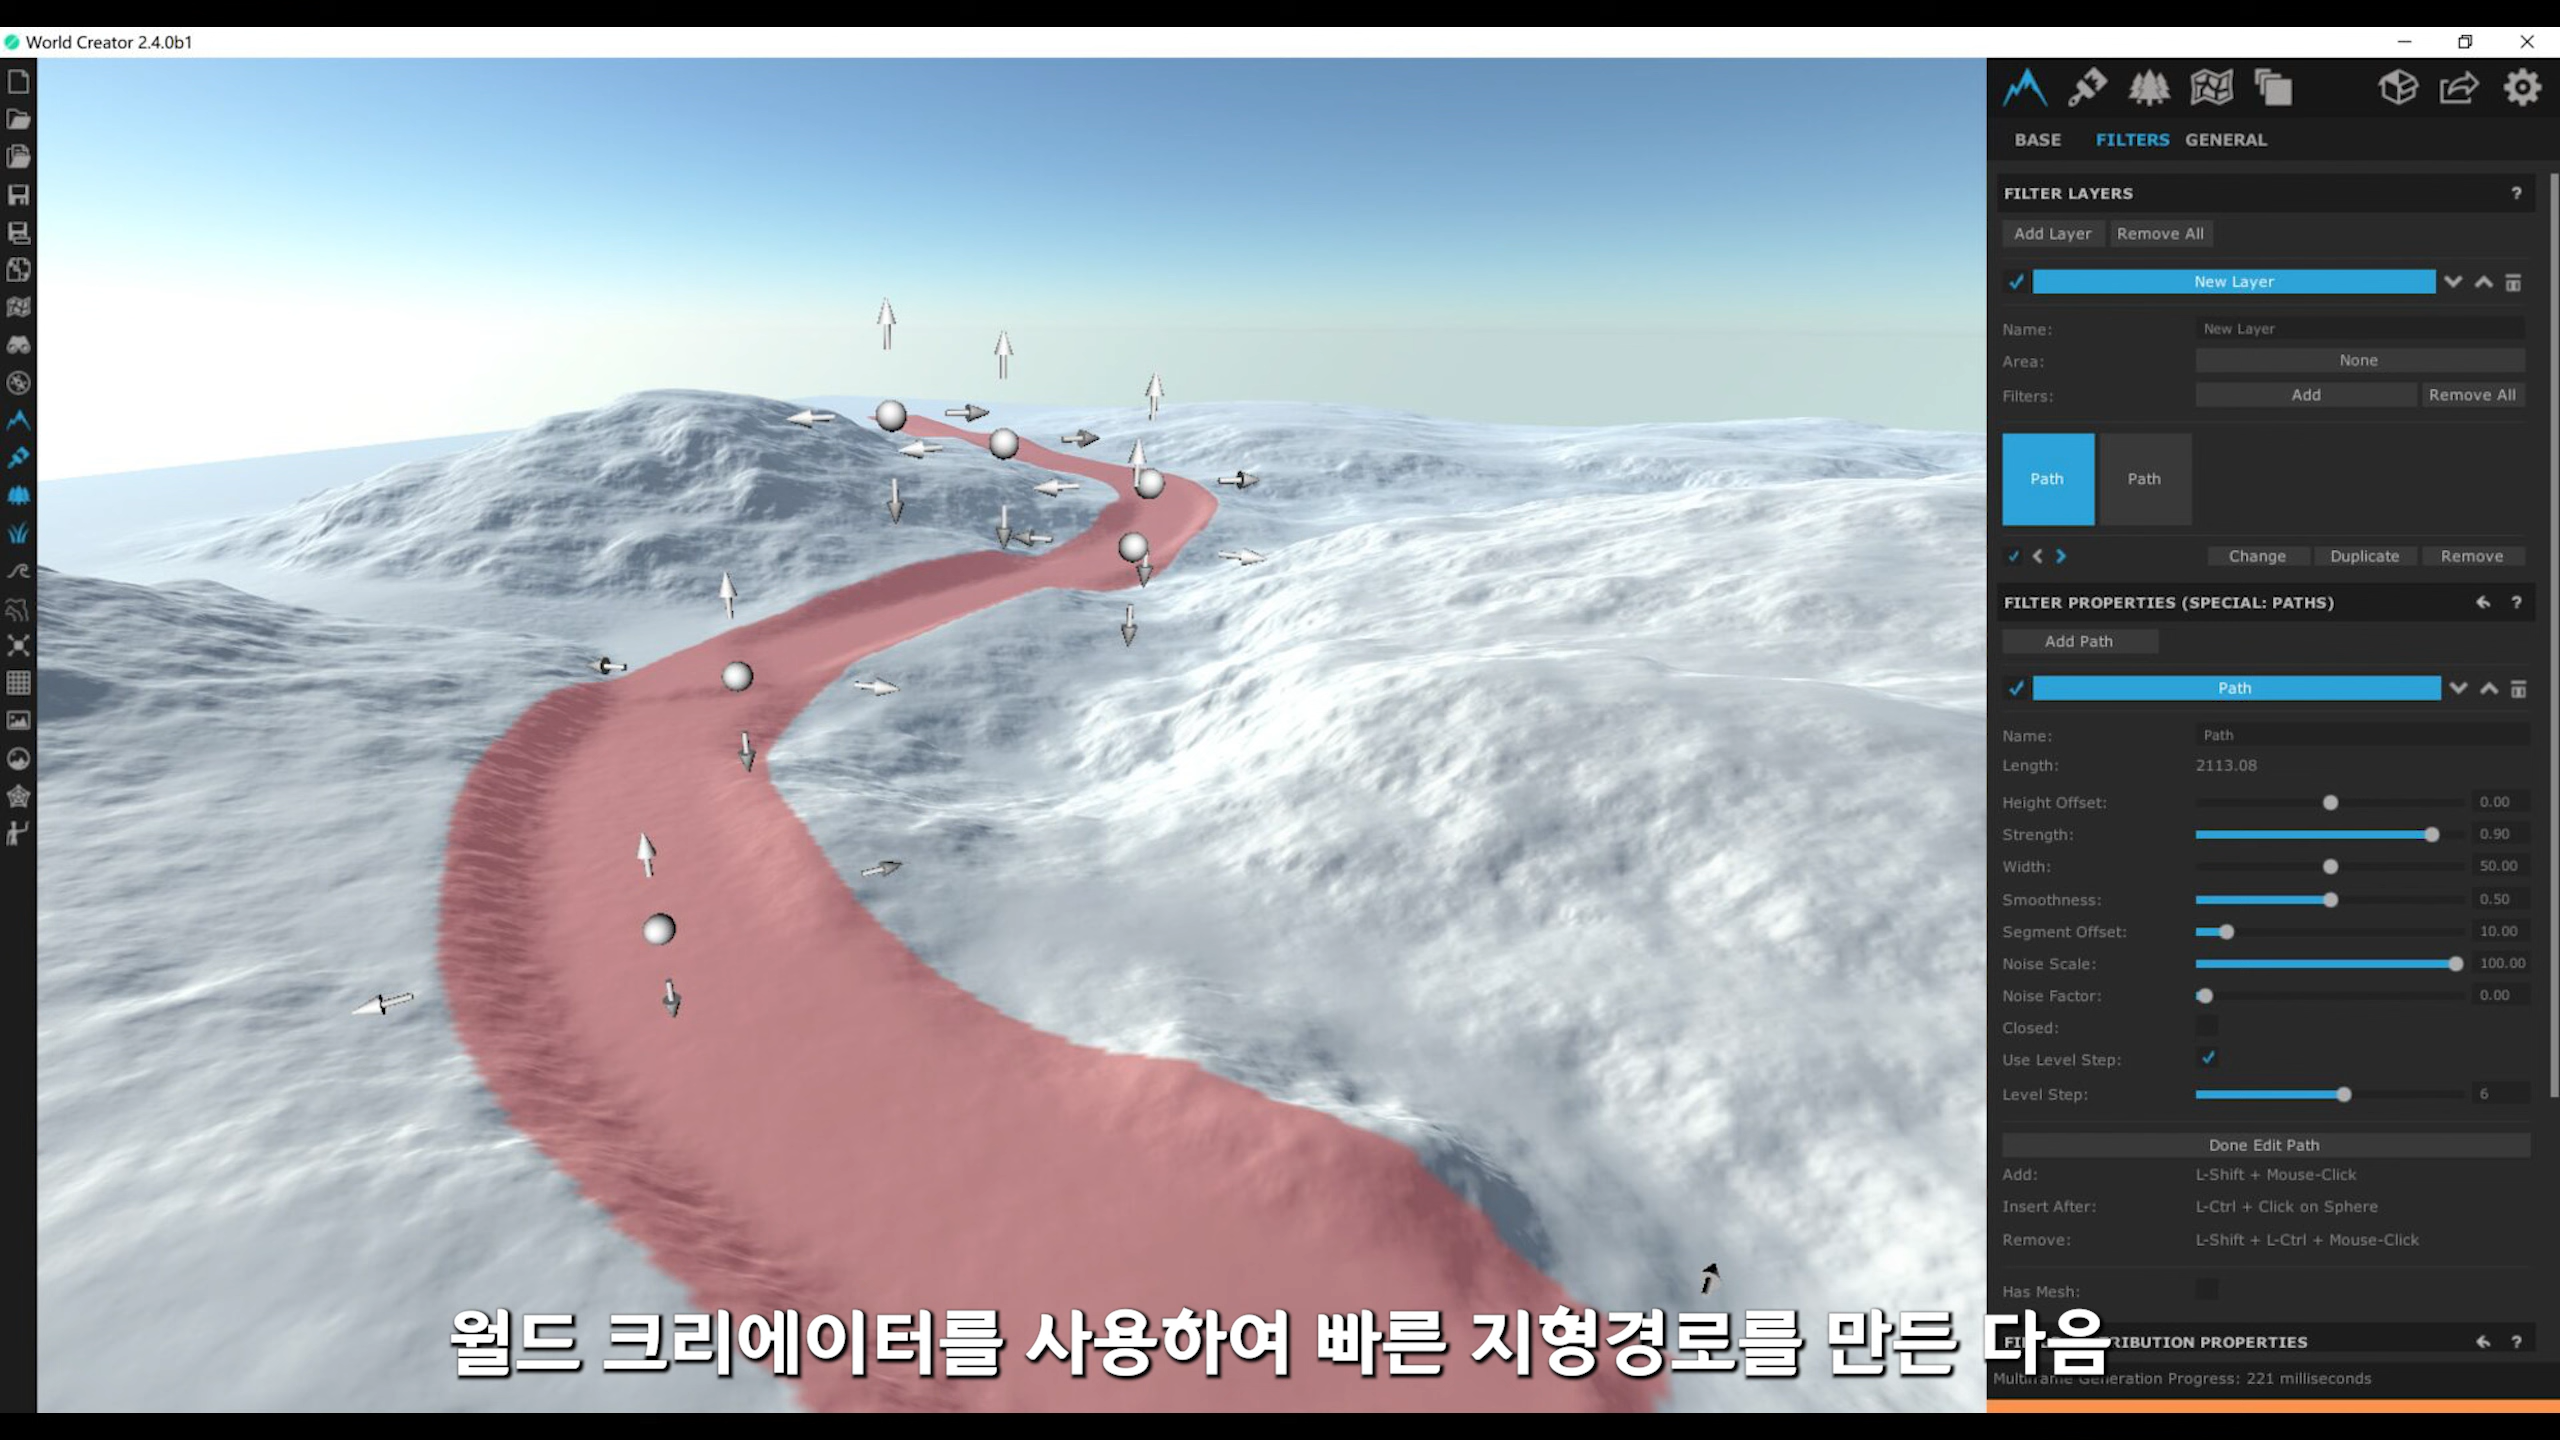 World Creator 2.4.0b1
BASE FILTERS GENERAL
FILTER LAYERS ?
Add Layer Remove All
New Layer
Name: New Layer
Area: None
Filters: Add Remove All
Path Path
Change Duplicate Remove
FILTER PROPERTIES (SPECIAL: PATHS) ?
Add Path
Path
Name: Path
Length: 2113.08
Height Offset: 0.00
Strength: 0.90
Width: 50.00
Smoothness: 0.50
Segment Offset: 10.00
Noise Scale: 100.00
Noise Factor: 0.00
Closed:
Use Level Step:
Level Step: 6
Done Edit Path
Add: L-Shift + Mouse-Click
Insert After: L-Ctrl + Click on Sphere
Remove: L-Shift + L-Ctrl + Mouse-Click
Has Mesh:
PROPERTIES ?
Generation Progress: 221 milliseconds
월드 크리에이터를 사용하여 빠른 지형경로를 만든 다음